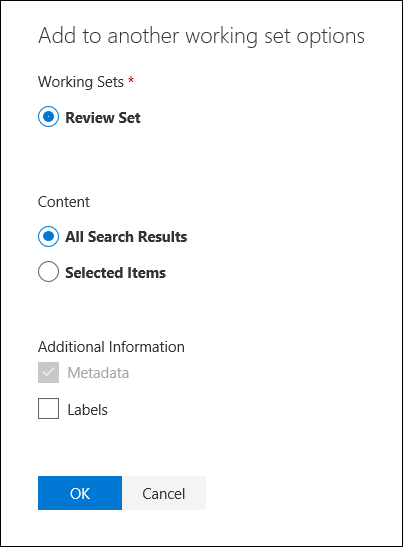 Add to another working set options
Working Sets *
Review Set
Content
All Search Results
Selected Items
Additional Information
Metadata
Labels
OK Cancel